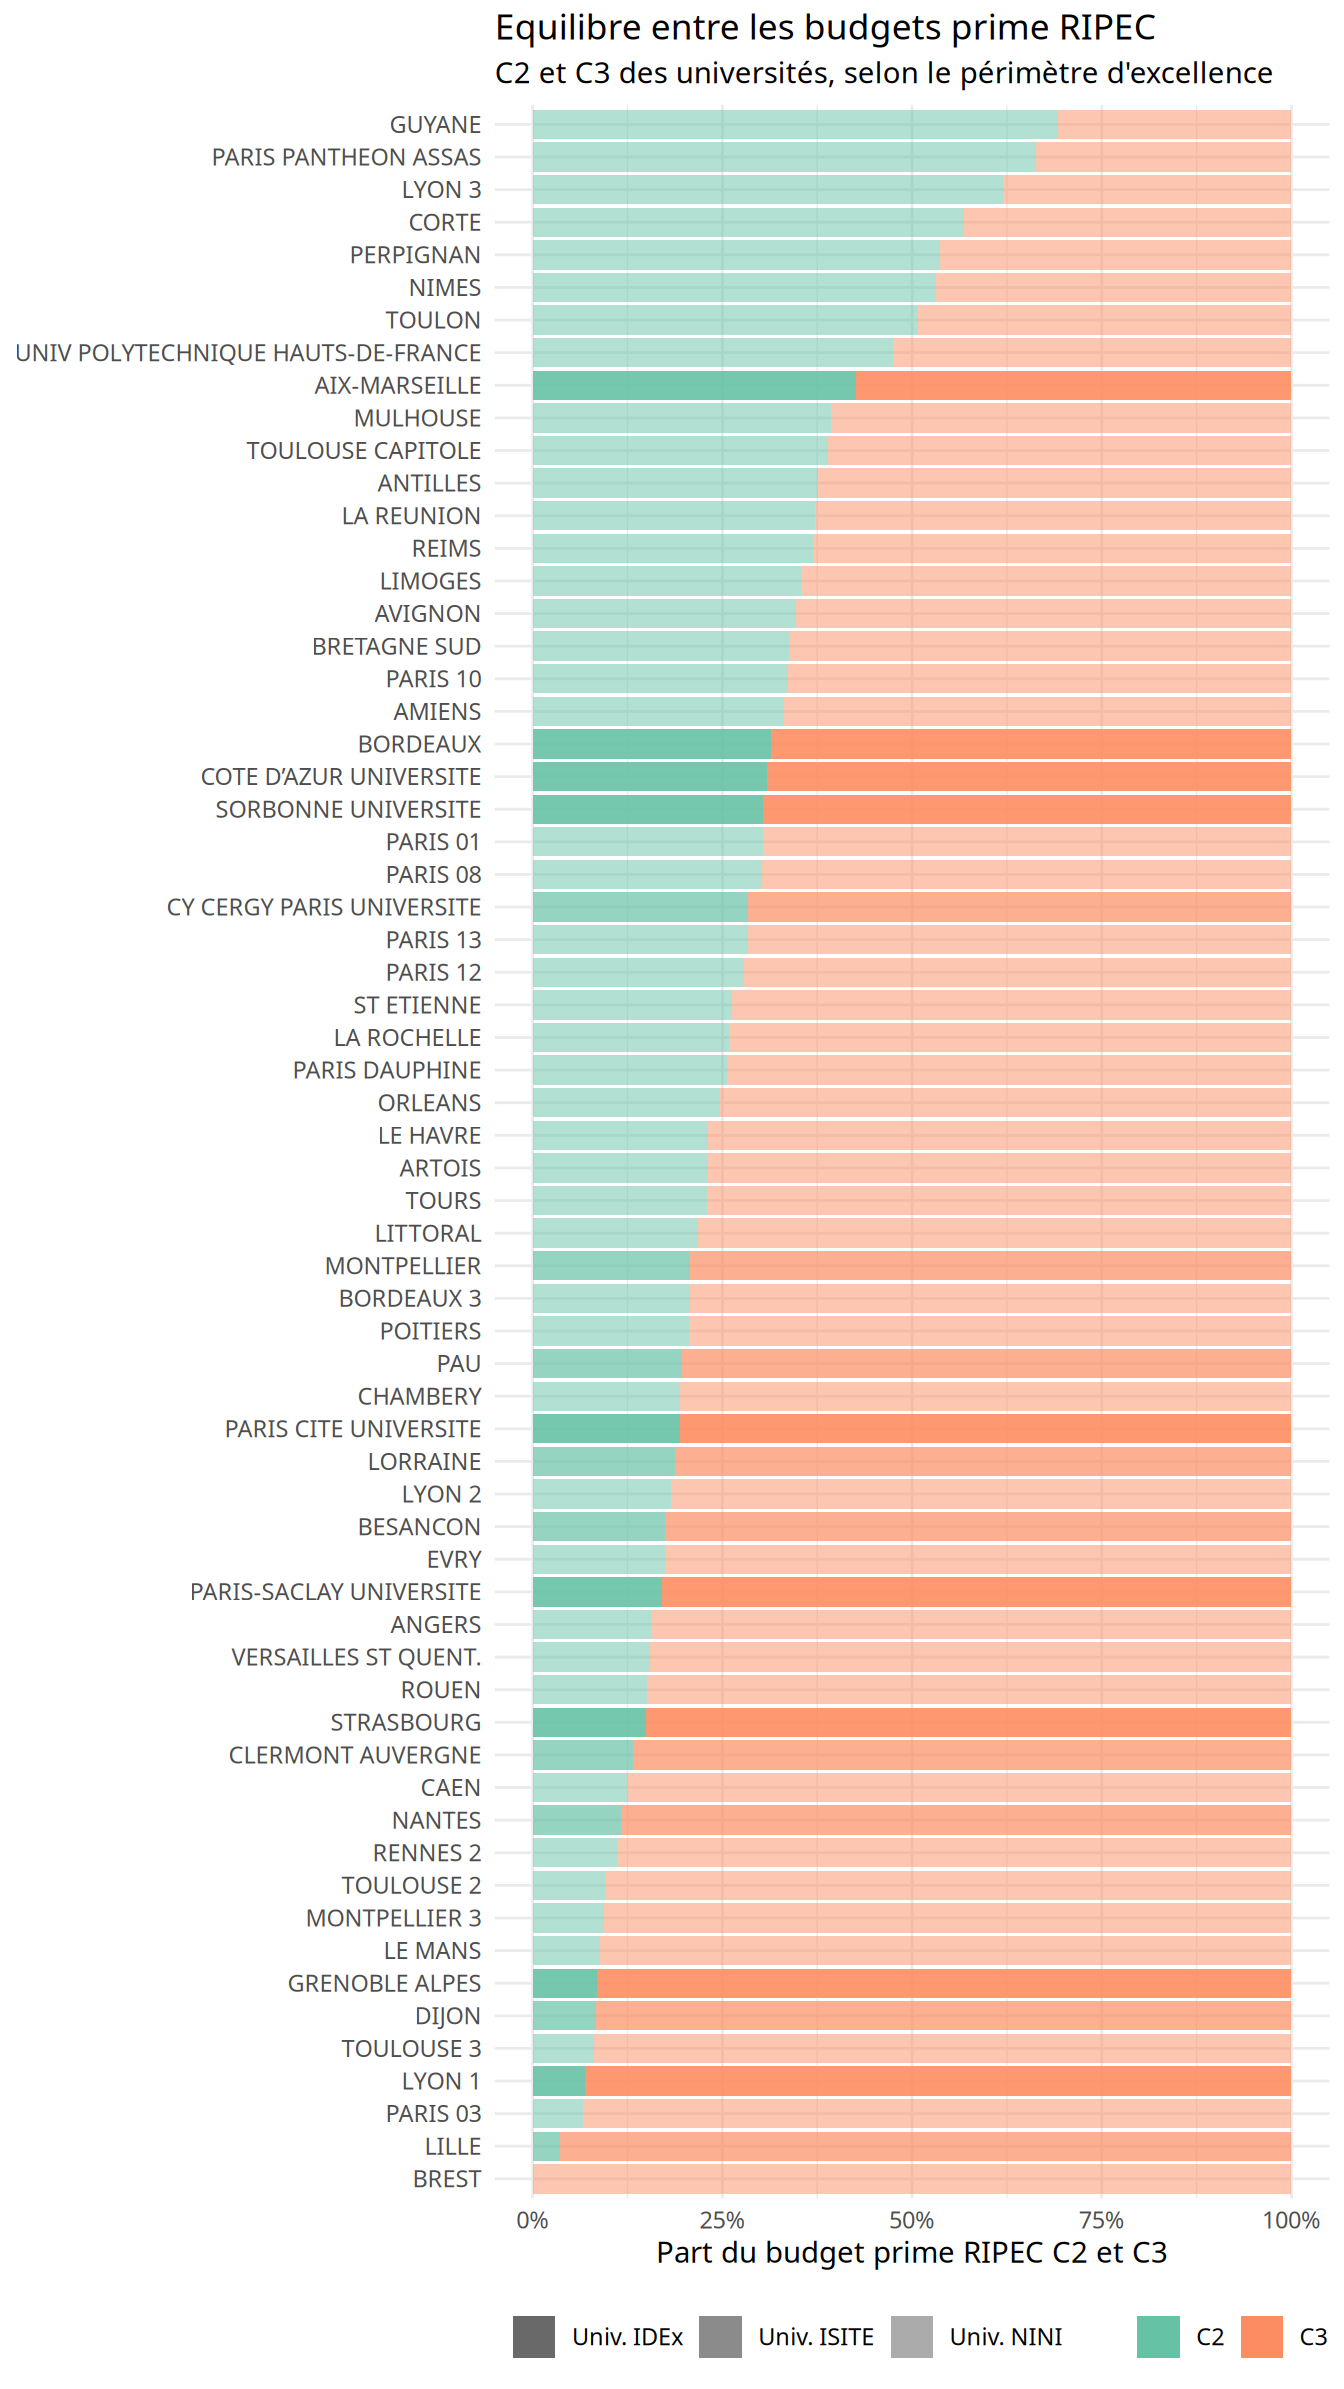 Equilibre entre les budgets prime RIPEC
C2 et C3 des universités, selon le périmètre d'excellence
GUYANE
PARIS PANTHEON ASSAS
LYON 3
CORTE
PERPIGNAN
NIMES
TOULON
UNIV POLYTECHNIQUE HAUTS-DE-FRANCE
AIX-MARSEILLE
MULHOUSE
TOULOUSE CAPITOLE
ANTILLES
LA REUNION
REIMS
LIMOGES
AVIGNON
BRETAGNE SUD
PARIS 10
AMIENS
BORDEAUX
COTE D’AZUR UNIVERSITE
SORBONNE UNIVERSITE
PARIS 01
PARIS 08
CY CERGY PARIS UNIVERSITE
PARIS 13
PARIS 12
ST ETIENNE
LA ROCHELLE
PARIS DAUPHINE
ORLEANS
LE HAVRE
ARTOIS
TOURS
LITTORAL
MONTPELLIER
BORDEAUX 3
POITIERS
PAU
CHAMBERY
PARIS CITE UNIVERSITE
LORRAINE
LYON 2
BESANCON
EVRY
PARIS-SACLAY UNIVERSITE
ANGERS
VERSAILLES ST QUENT.
ROUEN
STRASBOURG
CLERMONT AUVERGNE
CAEN
NANTES
RENNES 2
TOULOUSE 2
MONTPELLIER 3
LE MANS
GRENOBLE ALPES
DIJON
TOULOUSE 3
LYON 1
PARIS 03
LILLE
BREST
0% 25% 50% 75% 100%
Part du budget prime RIPEC C2 et C3
Univ. IDEx Univ. ISITE Univ. NINI C2 C3